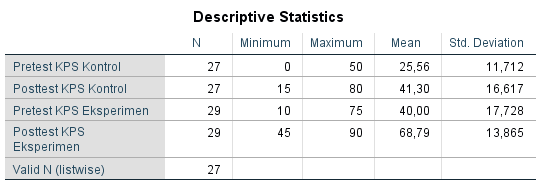 Descriptive Statistics
N Minimum Maximum Mean Std. Deviation
Pretest KPS Kontrol 27 0 50 25,56 11,712
Posttest KPS Kontrol 27 15 80 41,30 16,617
Pretest KPS Eksperimen 29 10 75 40,00 17,728
Posttest KPS 29 45 90 68,79 13,865
Eksperimen
Valid N (listwise) 27